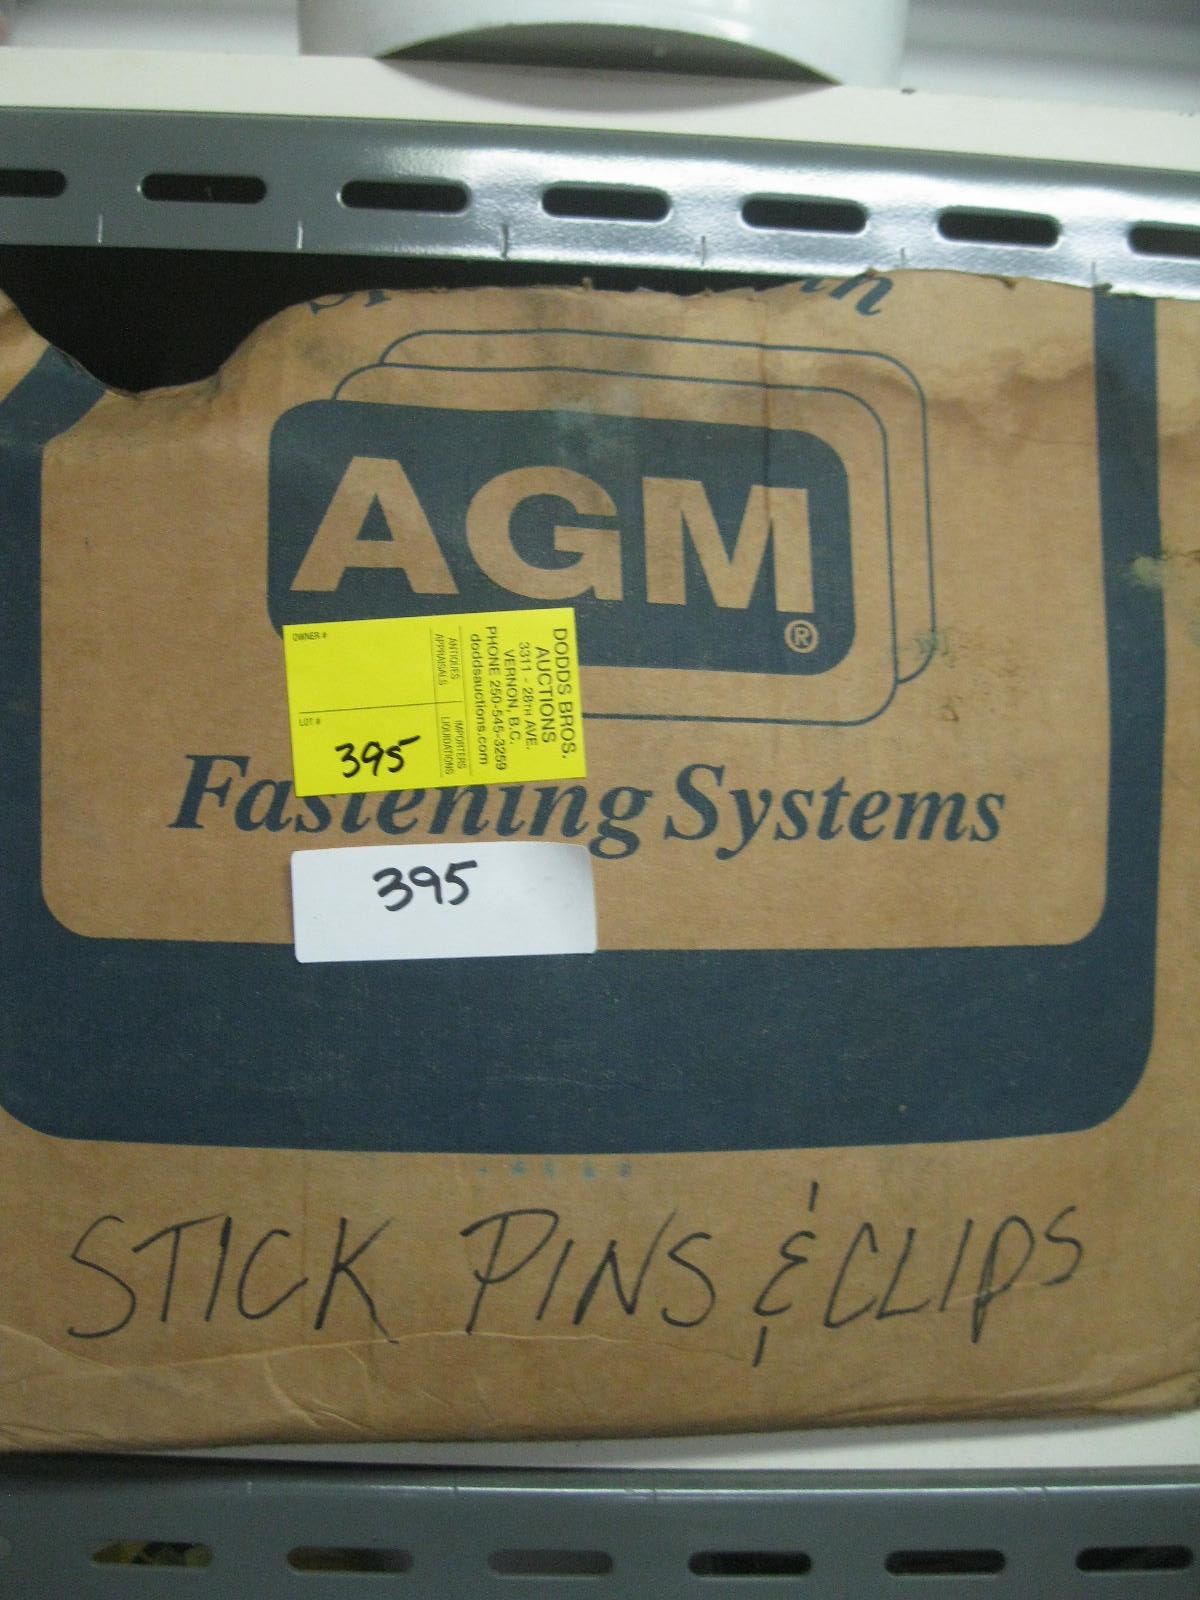 AGM
®
OWNER #
LOT #
395
ANTIQUES
APPRAISALS
IMPORTERS
LIQUIDATIONS
DODDS BROS.
AUCTIONS
3311 - 28TH AVE.
VERNON, B.C.
PHONE 250-545-3259
doddsauctions.com
Fastening Systems
395
STICK PINS & CLIPS